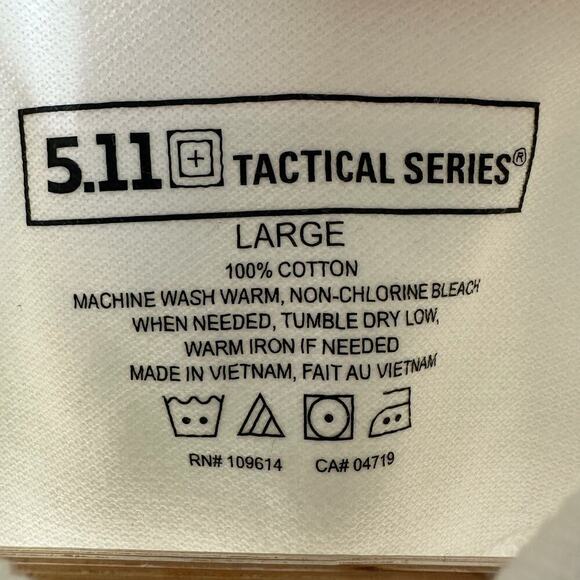 5.11 TACTICAL SERIES®
LARGE
100% COTTON
MACHINE WASH WARM, NON-CHLORINE BLEACH
WHEN NEEDED, TUMBLE DRY LOW,
WARM IRON IF NEEDED
MADE IN VIETNAM, FAIT AU VIETNAM
RN# 109614 CA# 04719